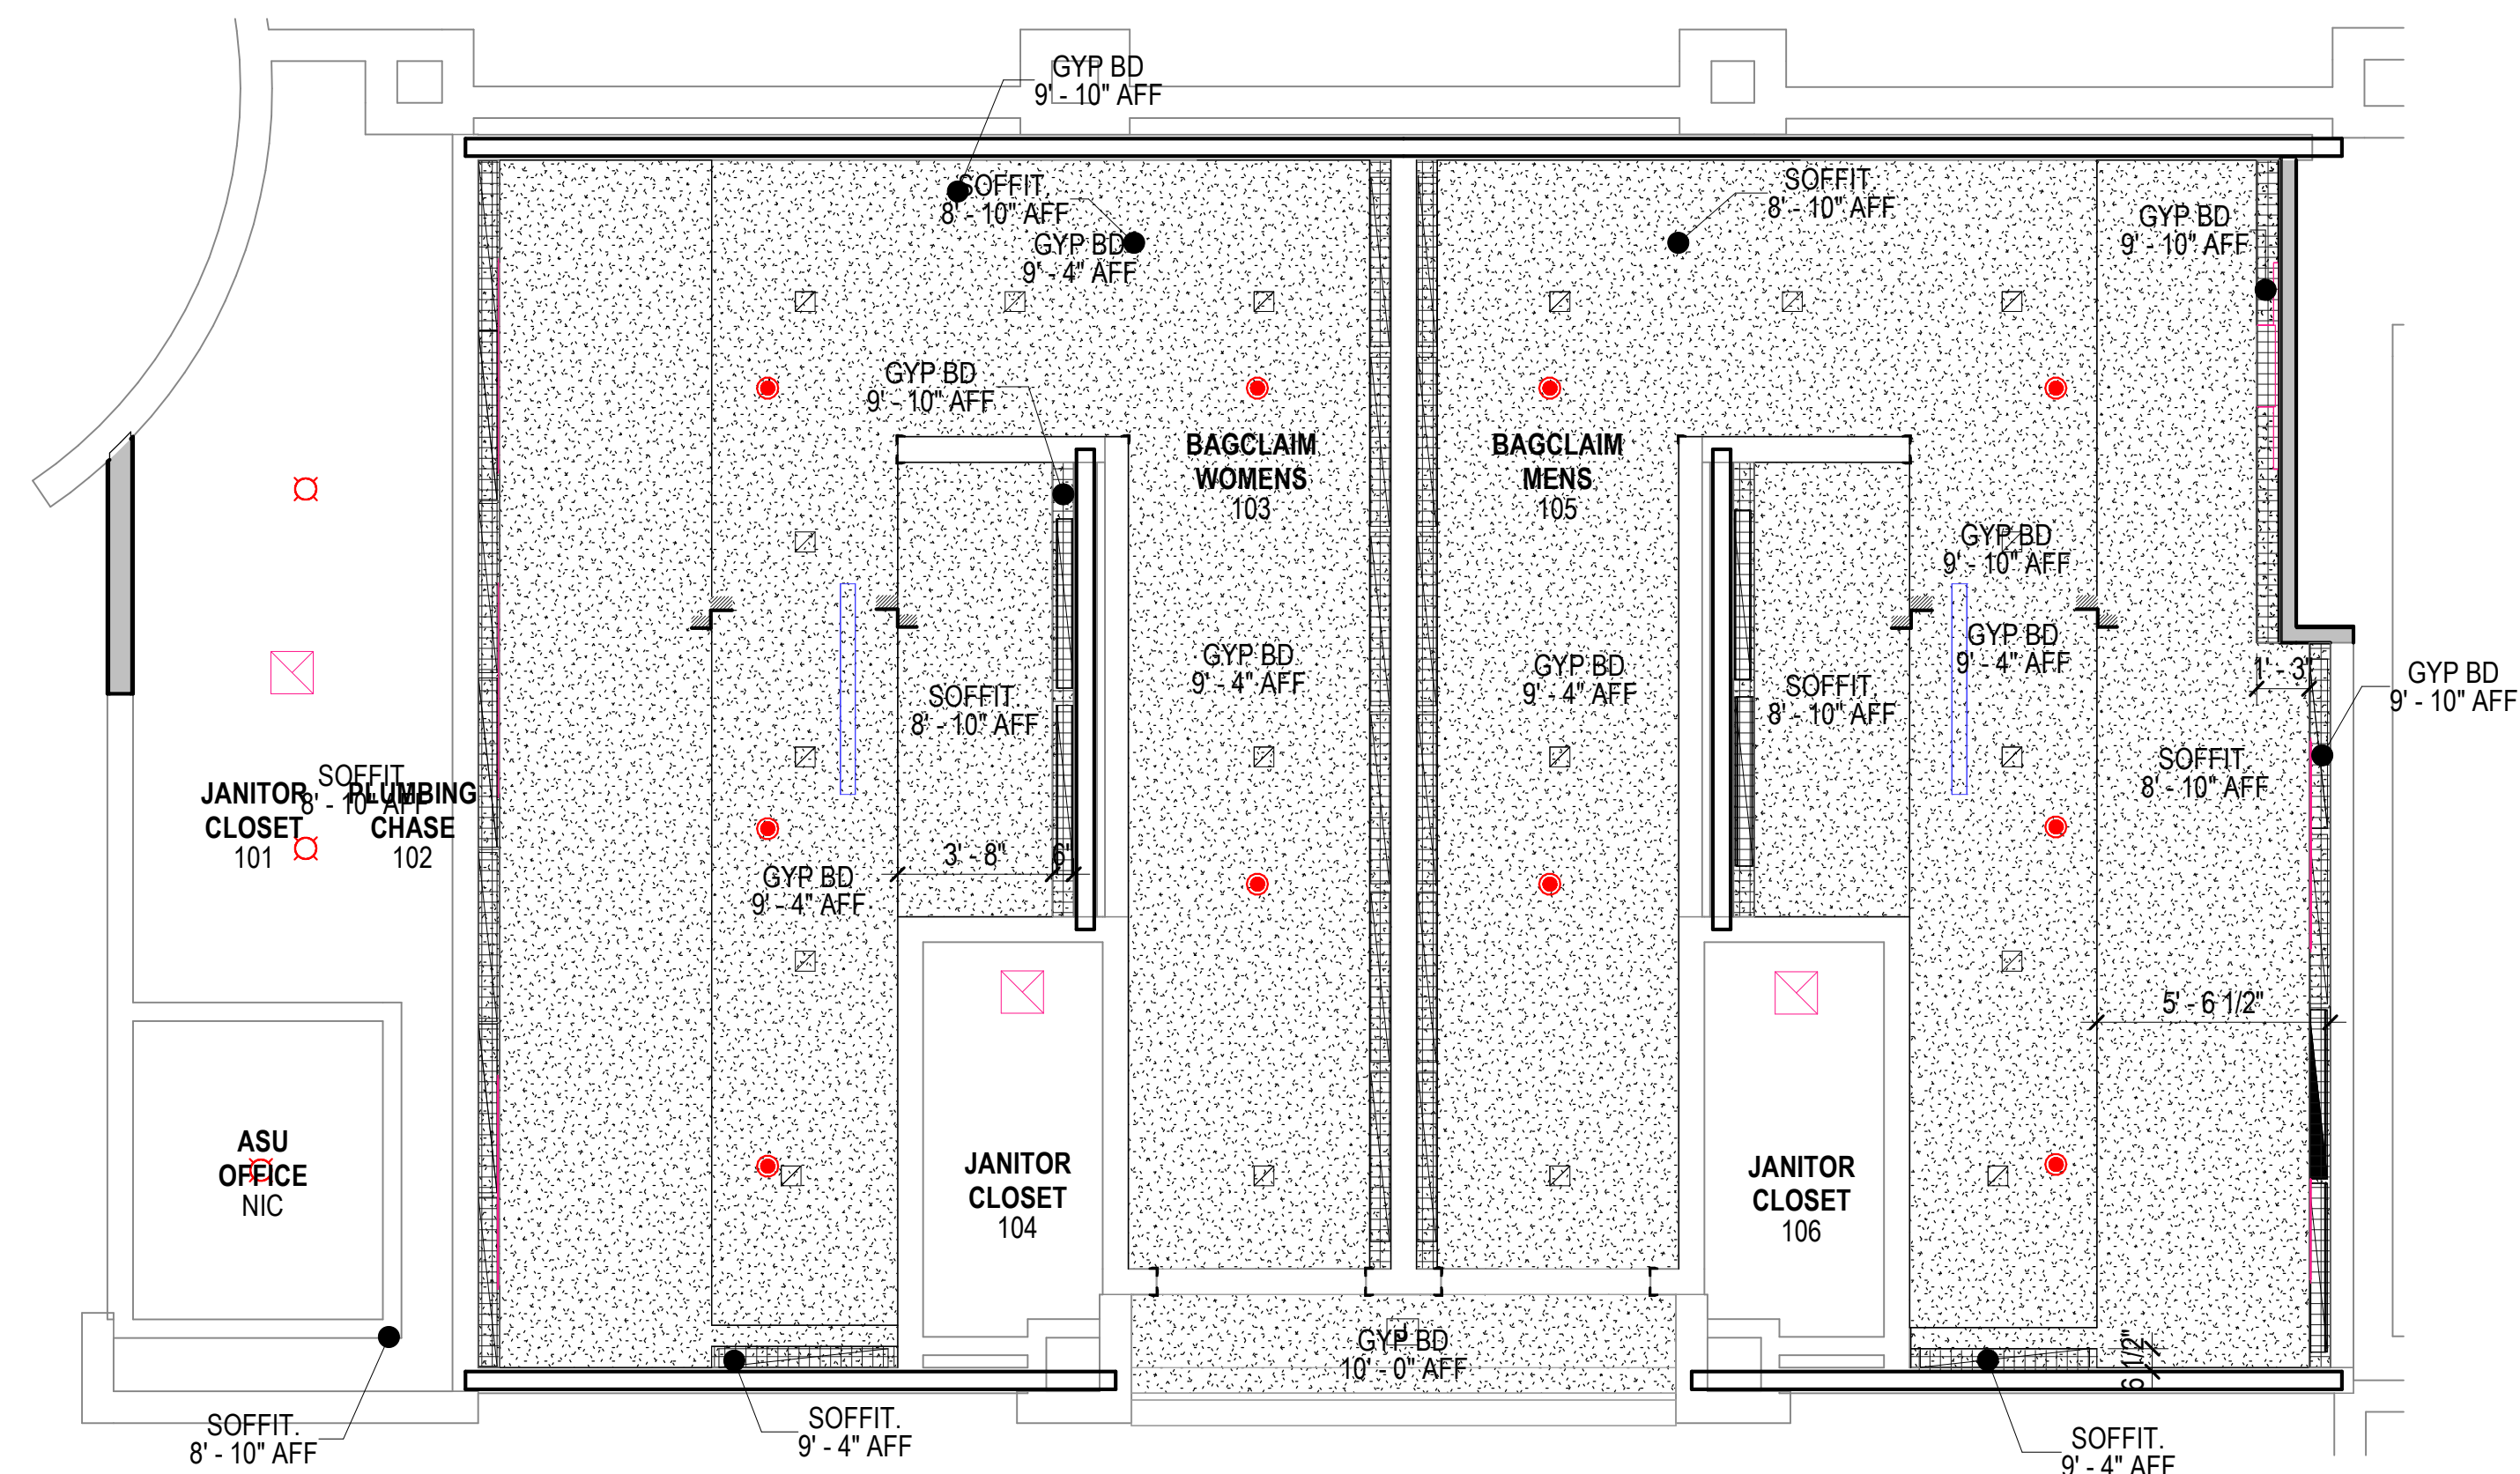 GYP BD
9' - 10" AFF
SOFFIT.
8' - 10" AFF
GYP BD
9' - 4" AFF
SOFFIT.
8' - 10" AFF
GYP BD
9' - 10" AFF
GYP BD
9' - 10" AFF
BAGCLAIM
WOMENS
103
BAGCLAIM
MENS
105
GYP BD
9' - 10" AFF
GYP BD
9' - 4" AFF
GYP BD
9' - 4" AFF
GYP BD
9' - 4" AFF
SOFFIT.
8' - 10" AFF
SOFFIT.
8' - 10" AFF
1' - 3"
GYP BD
9' - 10" AFF
SOFFIT.
8' - 10" AFF
SOFFIT.
8' - 10" AFF
JANITOR
CLOSET
101
PLUMBING
CHASE
102
3' - 8"
6"
GYP BD
9' - 4" AFF
5' - 6 1/2"
ASU
OFFICE
NIC
JANITOR
CLOSET
104
JANITOR
CLOSET
106
GYP BD
10' - 0" AFF
6 1/2"
SOFFIT.
8' - 10" AFF
SOFFIT.
9' - 4" AFF
SOFFIT.
9' - 4" AFF